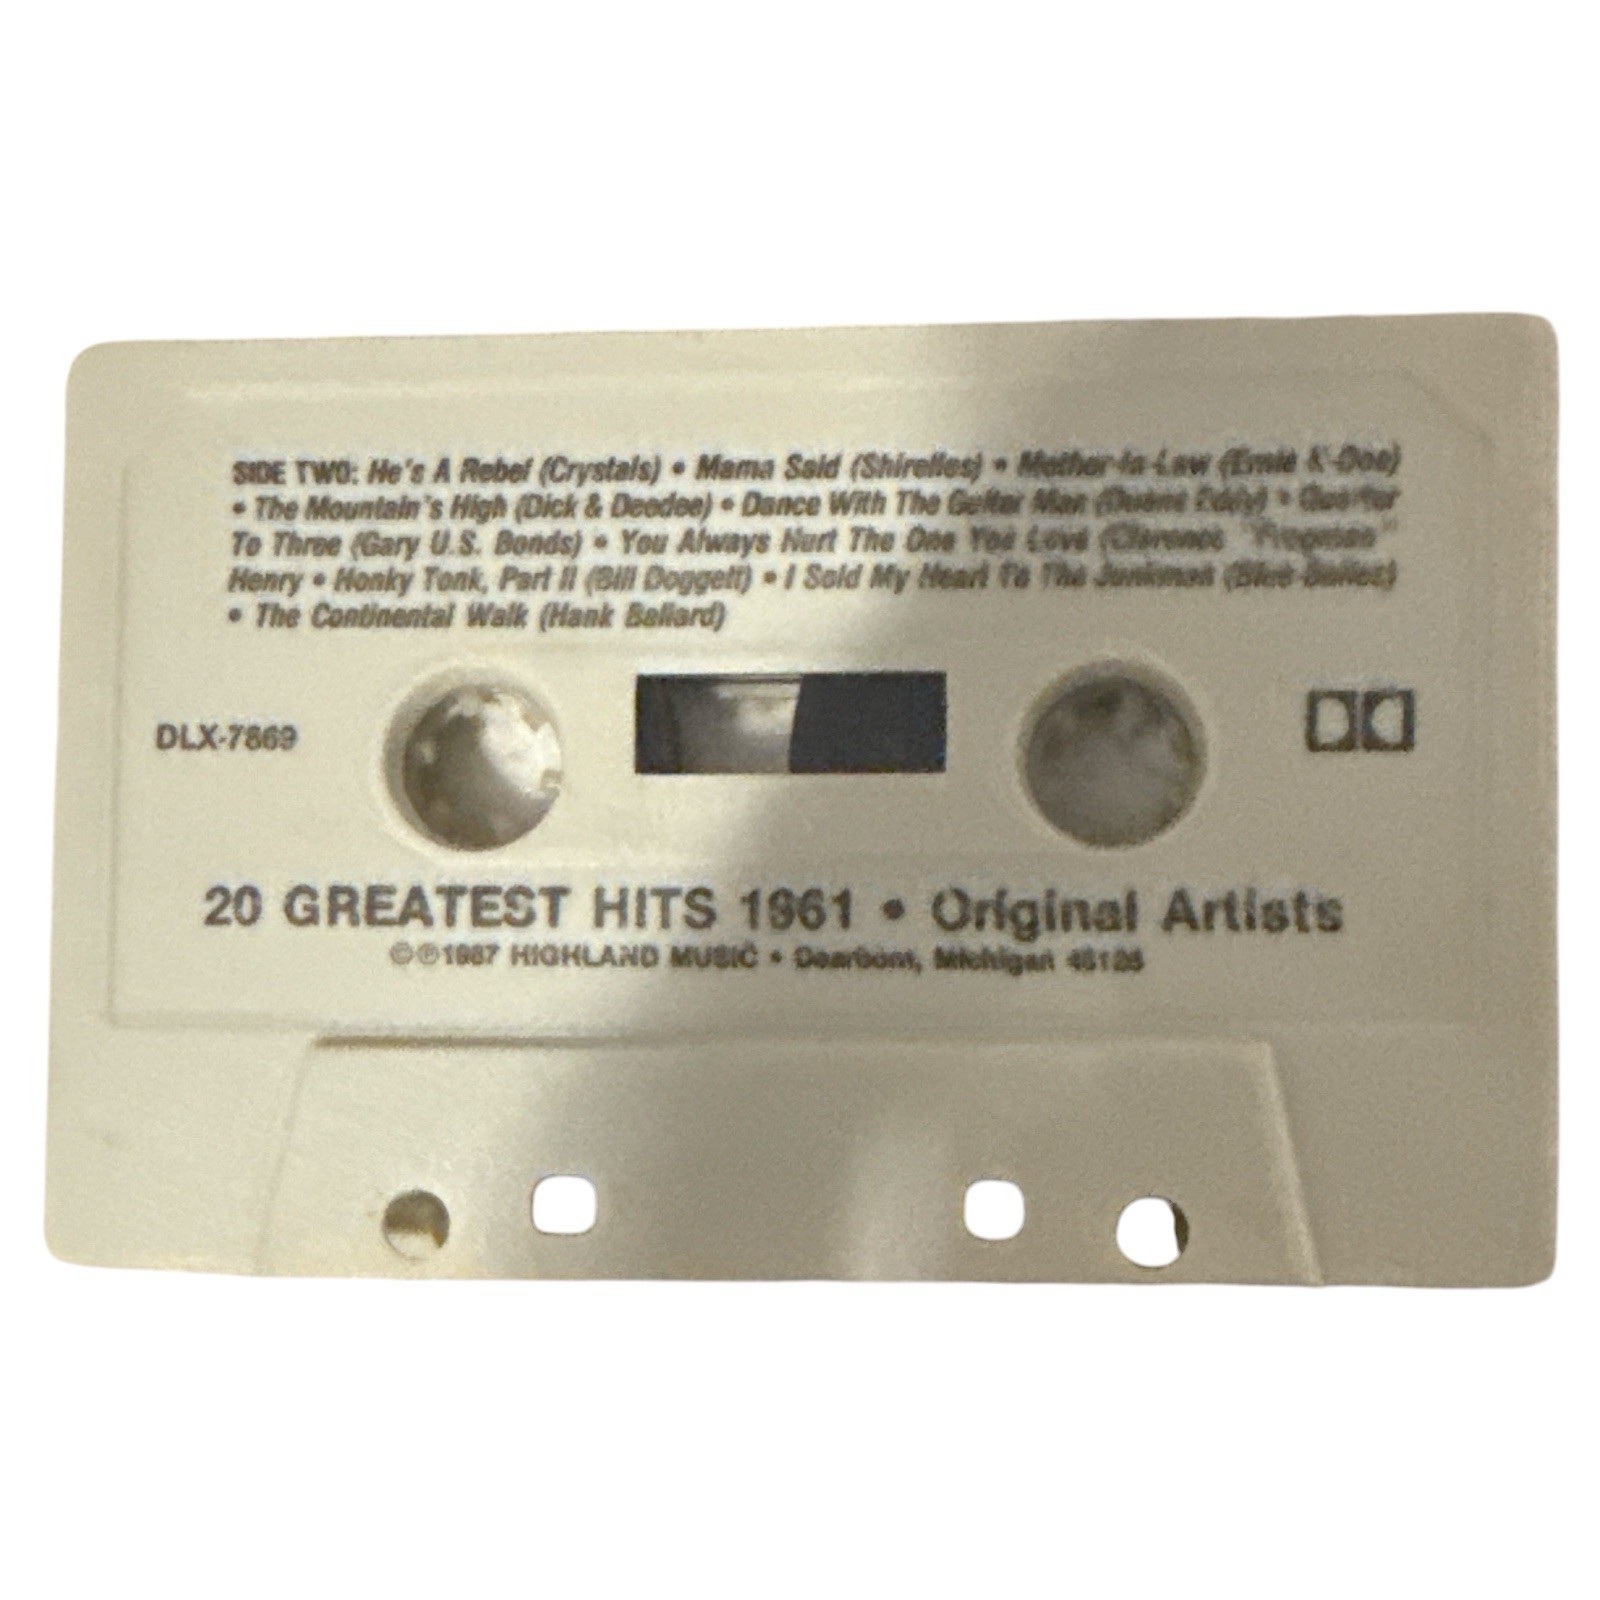 SIDE TWO: He's A Rebel (Crystals) • Mama Said (Shirelles) • Mother-In-Law (Ernie K-Doe)
• The Mountain's High (Dick & Deedee) • Dance With The Guitar Man (Duane Eddy) • Quarter
To Three (Gary U.S. Bonds) • You Always Hurt The One You Love (Clarence "Frogman"
Henry • Honky Tonk, Part II (Bill Doggett) • I Sold My Heart To The Junkman (Blue-Belles)
• The Continental Walk (Hank Ballard)
DLX-7869
20 GREATEST HITS 1961 • Original Artists
©℗1987 HIGHLAND MUSIC • Dearborn, Michigan